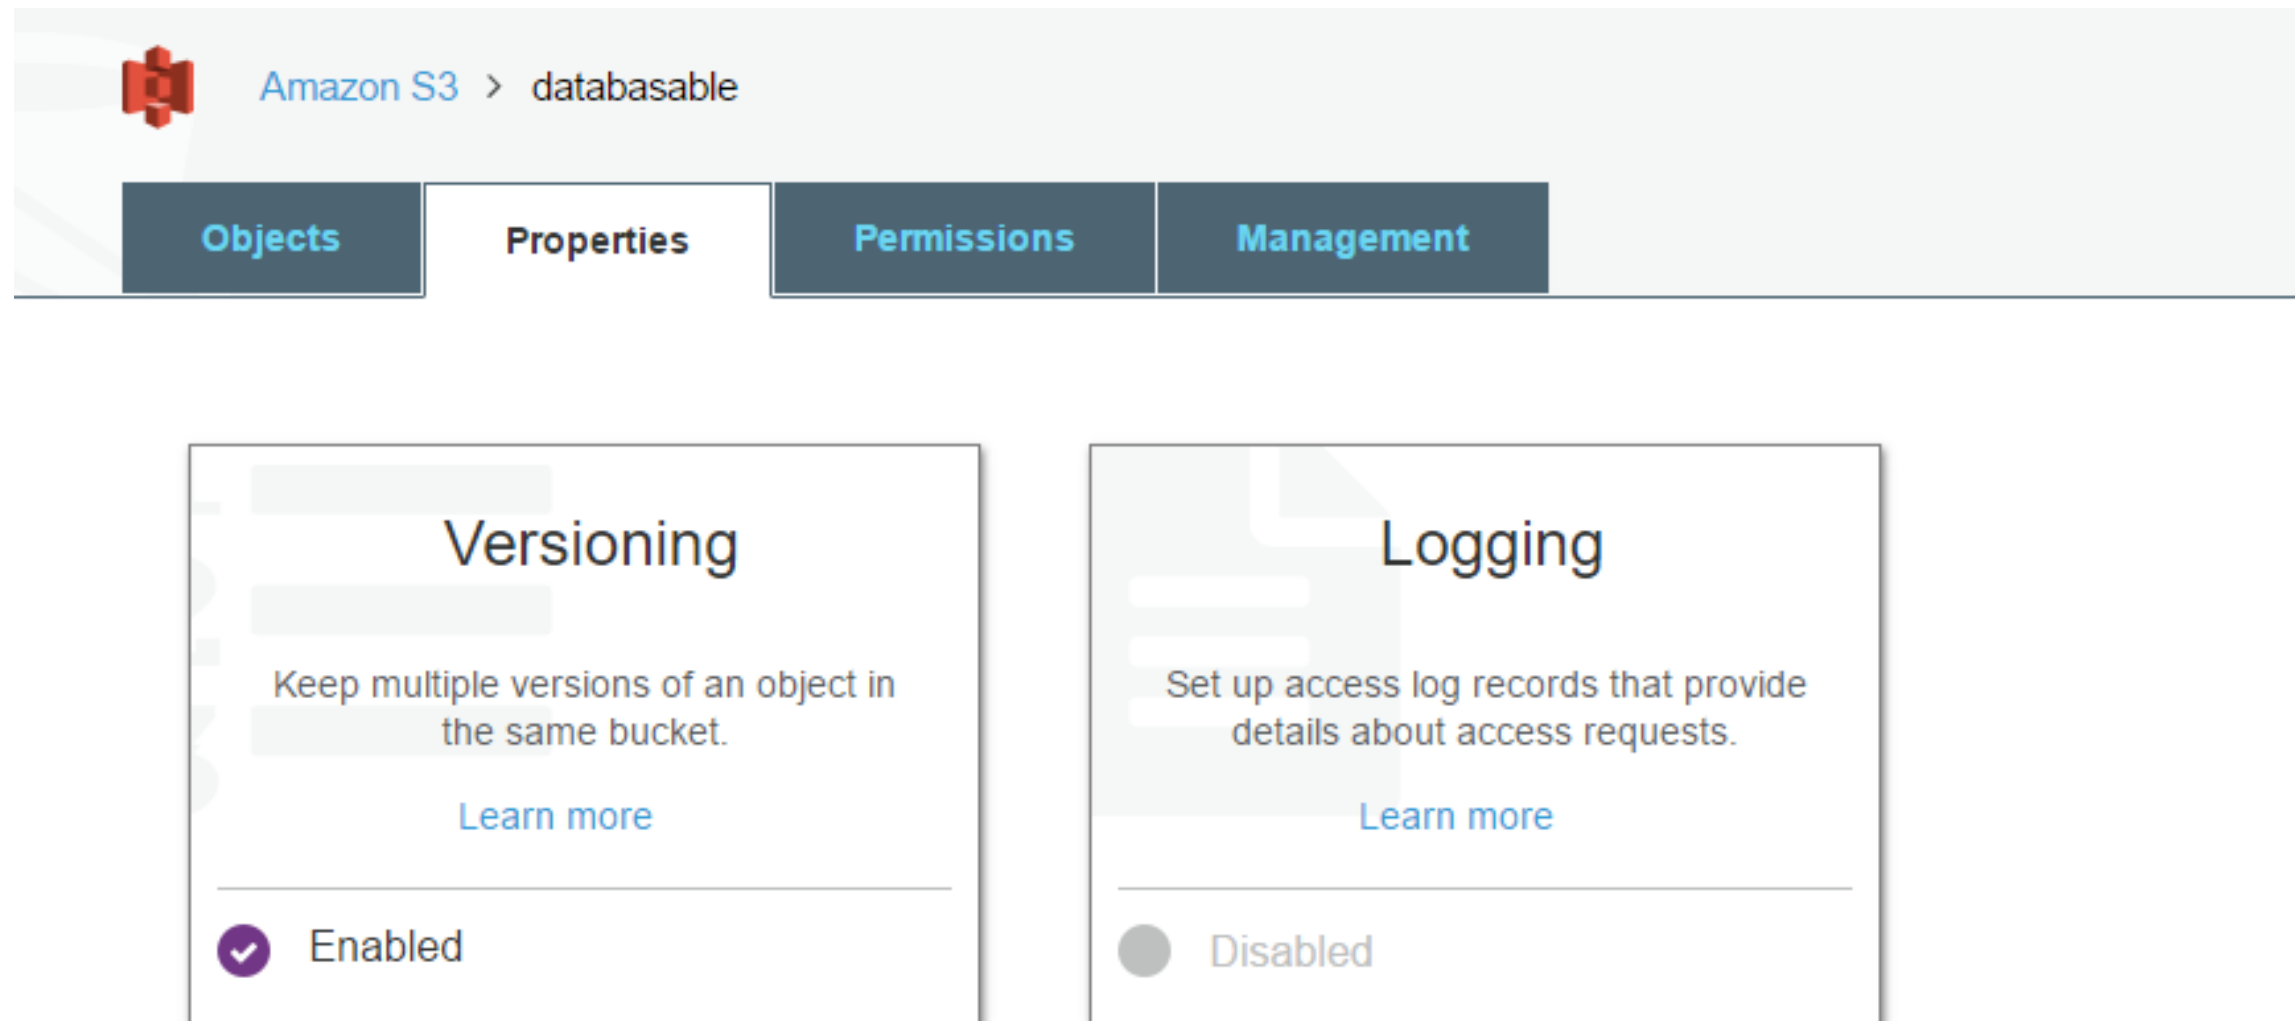 Amazon S3 > databasable
Objects Properties Permissions Management
Versioning
Keep multiple versions of an object in
the same bucket.
Learn more
Enabled
Logging
Set up access log records that provide
details about access requests.
Learn more
Disabled